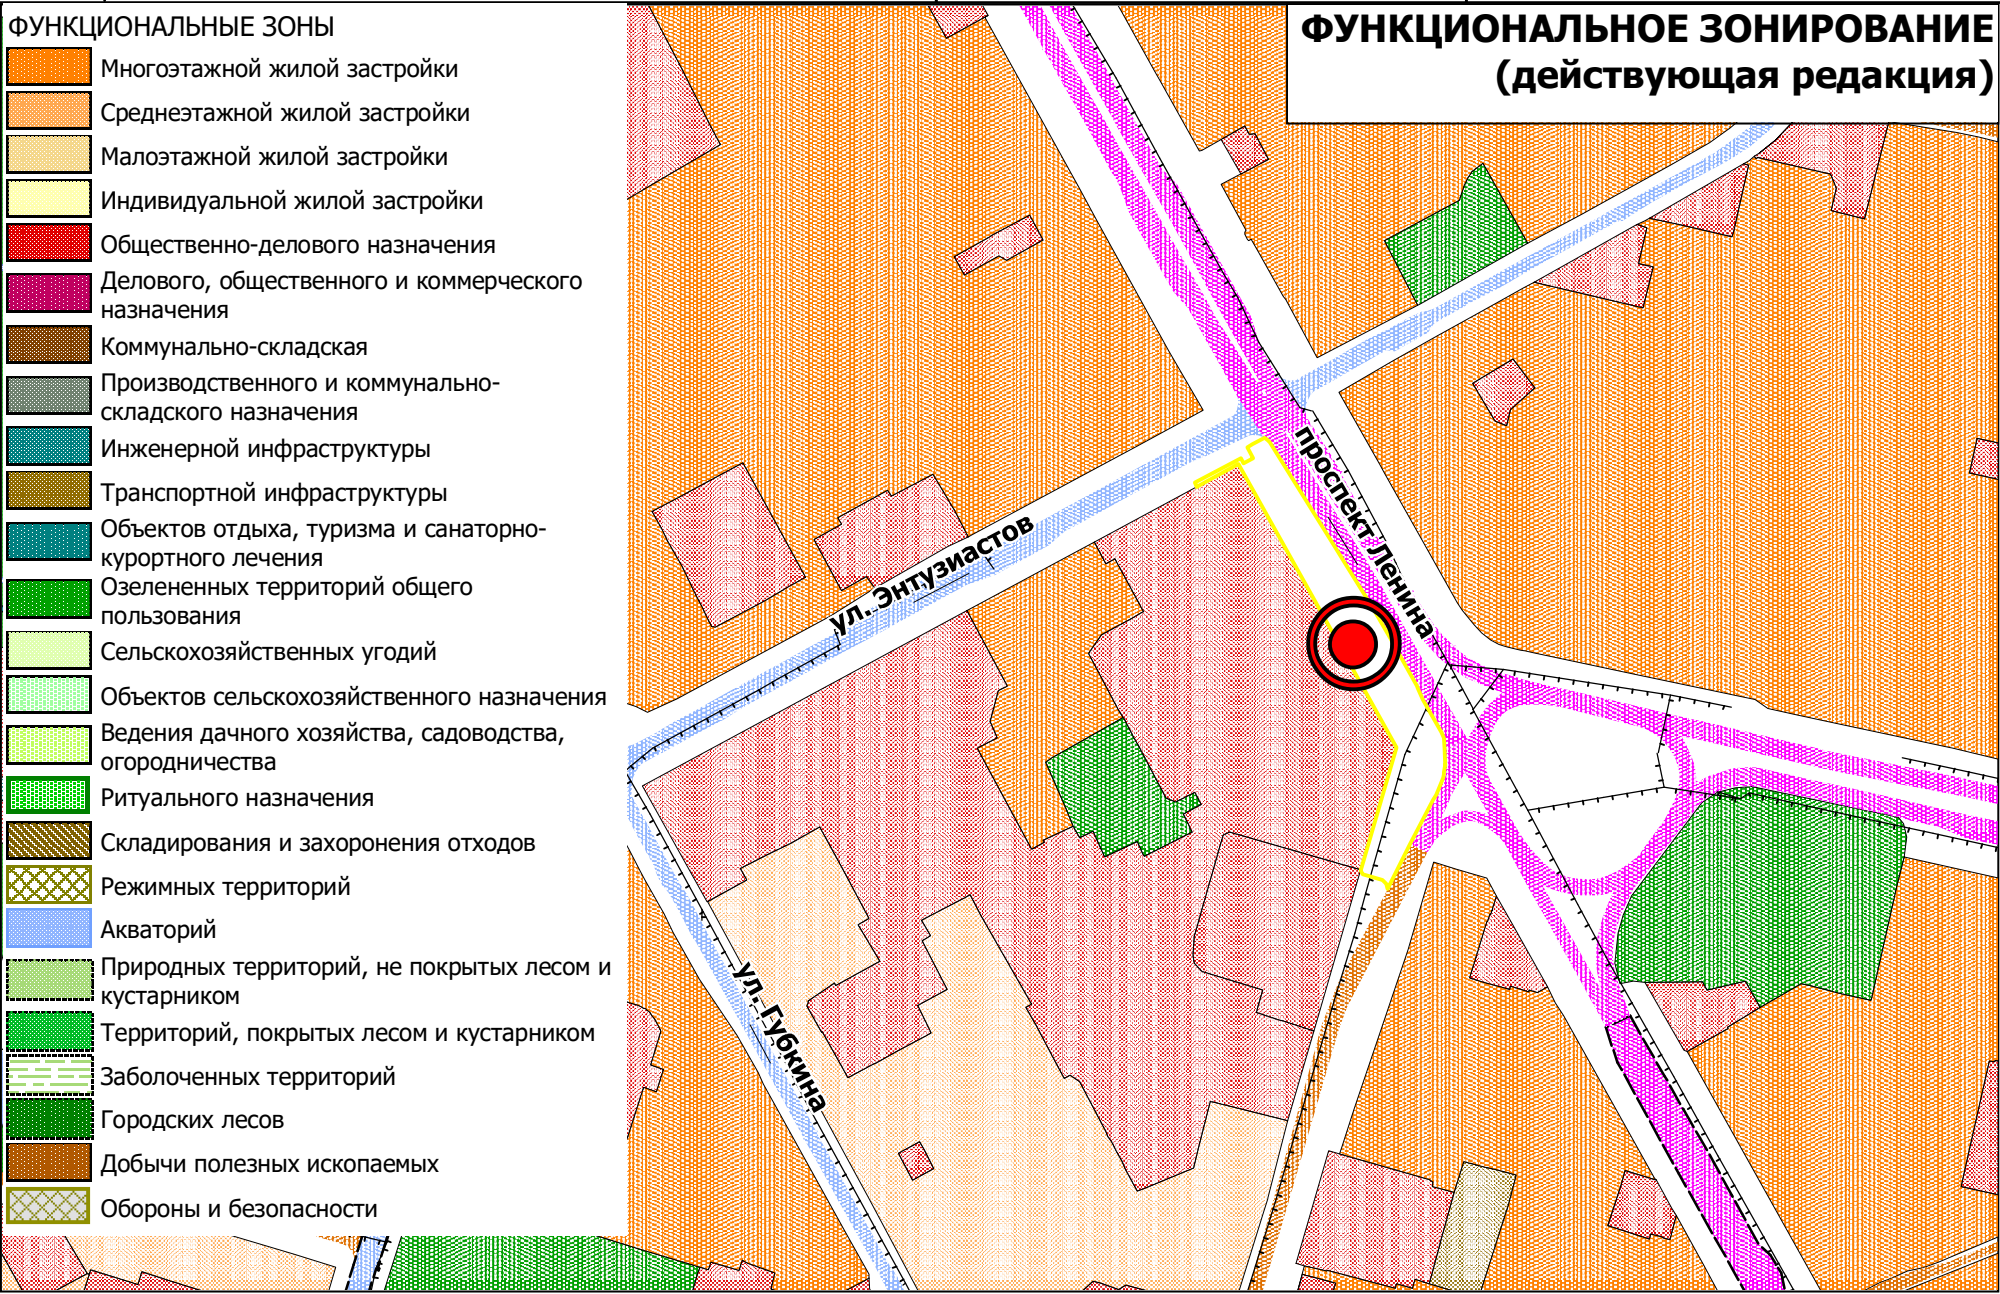 ФУНКЦИОНАЛЬНЫЕ ЗОНЫ
Многоэтажной жилой застройки
Среднеэтажной жилой застройки
Малоэтажной жилой застройки
Индивидуальной жилой застройки
Общественно-делового назначения
Делового, общественного и коммерческого
назначения
Коммунально-складская
Производственного и коммунально-
складского назначения
Инженерной инфраструктуры
Транспортной инфраструктуры
Объектов отдыха, туризма и санаторно-
курортного лечения
Озелененных территорий общего
пользования
Сельскохозяйственных угодий
Объектов сельскохозяйственного назначения
Ведения дачного хозяйства, садоводства,
огородничества
Ритуального назначения
Складирования и захоронения отходов
Режимных территорий
Акваторий
Природных территорий, не покрытых лесом и
кустарником
Территорий, покрытых лесом и кустарником
Заболоченных территорий
Городских лесов
Добычи полезных ископаемых
Обороны и безопасности
ФУНКЦИОНАЛЬНОЕ ЗОНИРОВАНИЕ
(действующая редакция)
проспект Ленина
ул. Энтузиастов
ул. Губкина